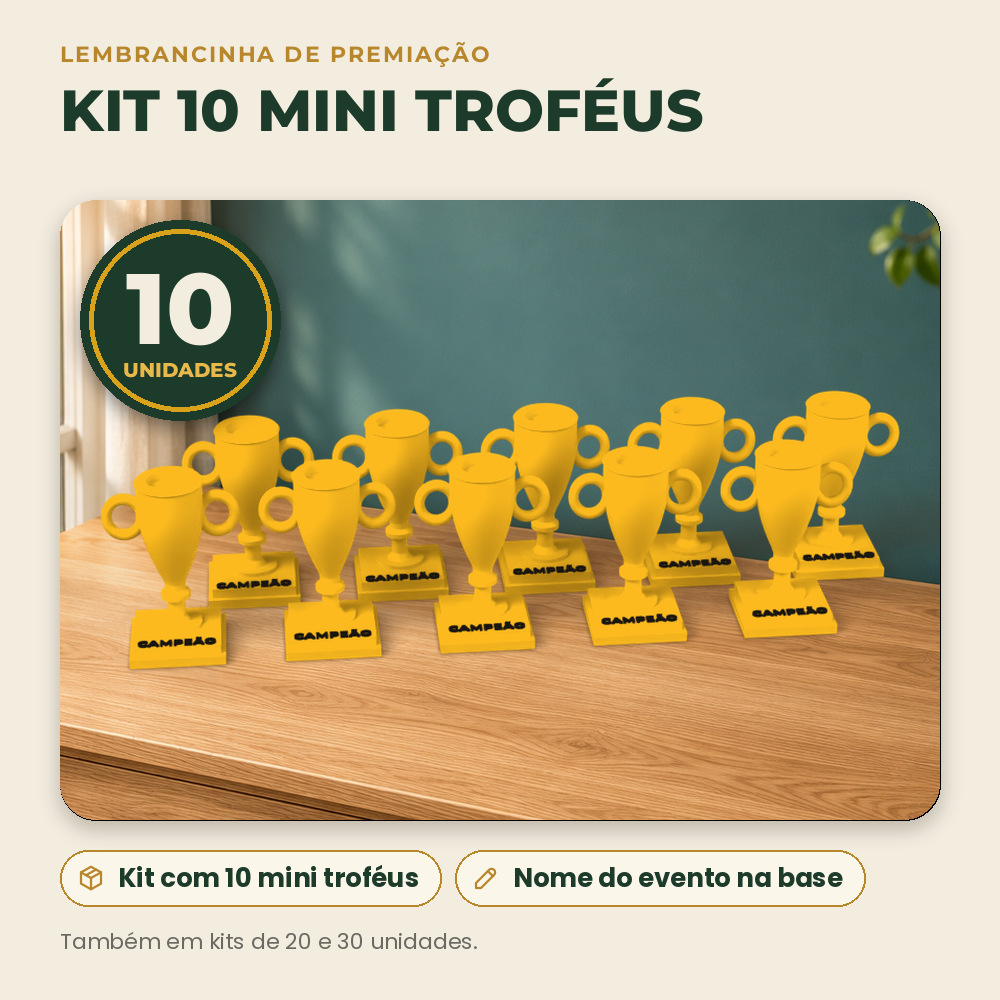 LEMBRANCINHA DE PREMIAÇÃO
KIT 10 MINI TROFÉUS
10
UNIDADES
CAMPEÃO
CAMPEÃO
CAMPEÃO
CAMPEÃO
CAMPEÃO
CAMPEÃO
CAMPEÃO
CAMPEÃO
CAMPEÃO
CAMPEÃO
Kit com 10 mini troféus
Nome do evento na base
Também em kits de 20 e 30 unidades.